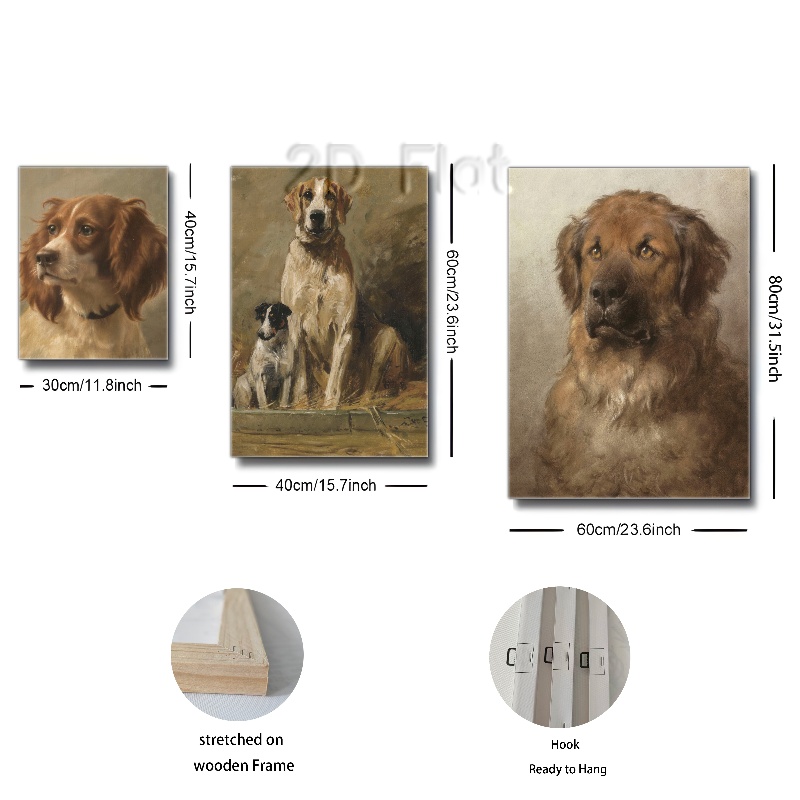 2D Flat
40cm/15.7inch
30cm/11.8inch
60cm/23.6inch
40cm/15.7inch
80cm/31.5inch
60cm/23.6inch
stretched on
wooden Frame
Hook
Ready to Hang